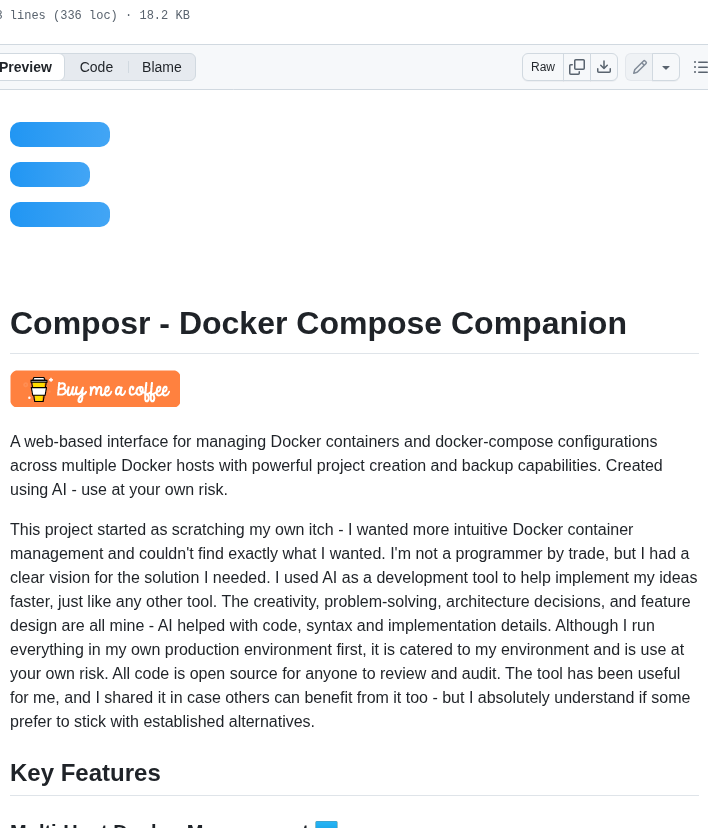 lines (336 loc) · 18.2 KB
Preview Code Blame Raw
Composr - Docker Compose Companion
Buy me a coffee
A web-based interface for managing Docker containers and docker-compose configurations
across multiple Docker hosts with powerful project creation and backup capabilities. Created
using AI - use at your own risk.
This project started as scratching my own itch - I wanted more intuitive Docker container
management and couldn't find exactly what I wanted. I'm not a programmer by trade, but I had a
clear vision for the solution I needed. I used AI as a development tool to help implement my ideas
faster, just like any other tool. The creativity, problem-solving, architecture decisions, and feature
design are all mine - AI helped with code, syntax and implementation details. Although I run
everything in my own production environment first, it is catered to my environment and is use at
your own risk. All code is open source for anyone to review and audit. The tool has been useful
for me, and I shared it in case others can benefit from it too - but I absolutely understand if some
prefer to stick with established alternatives.
Key Features